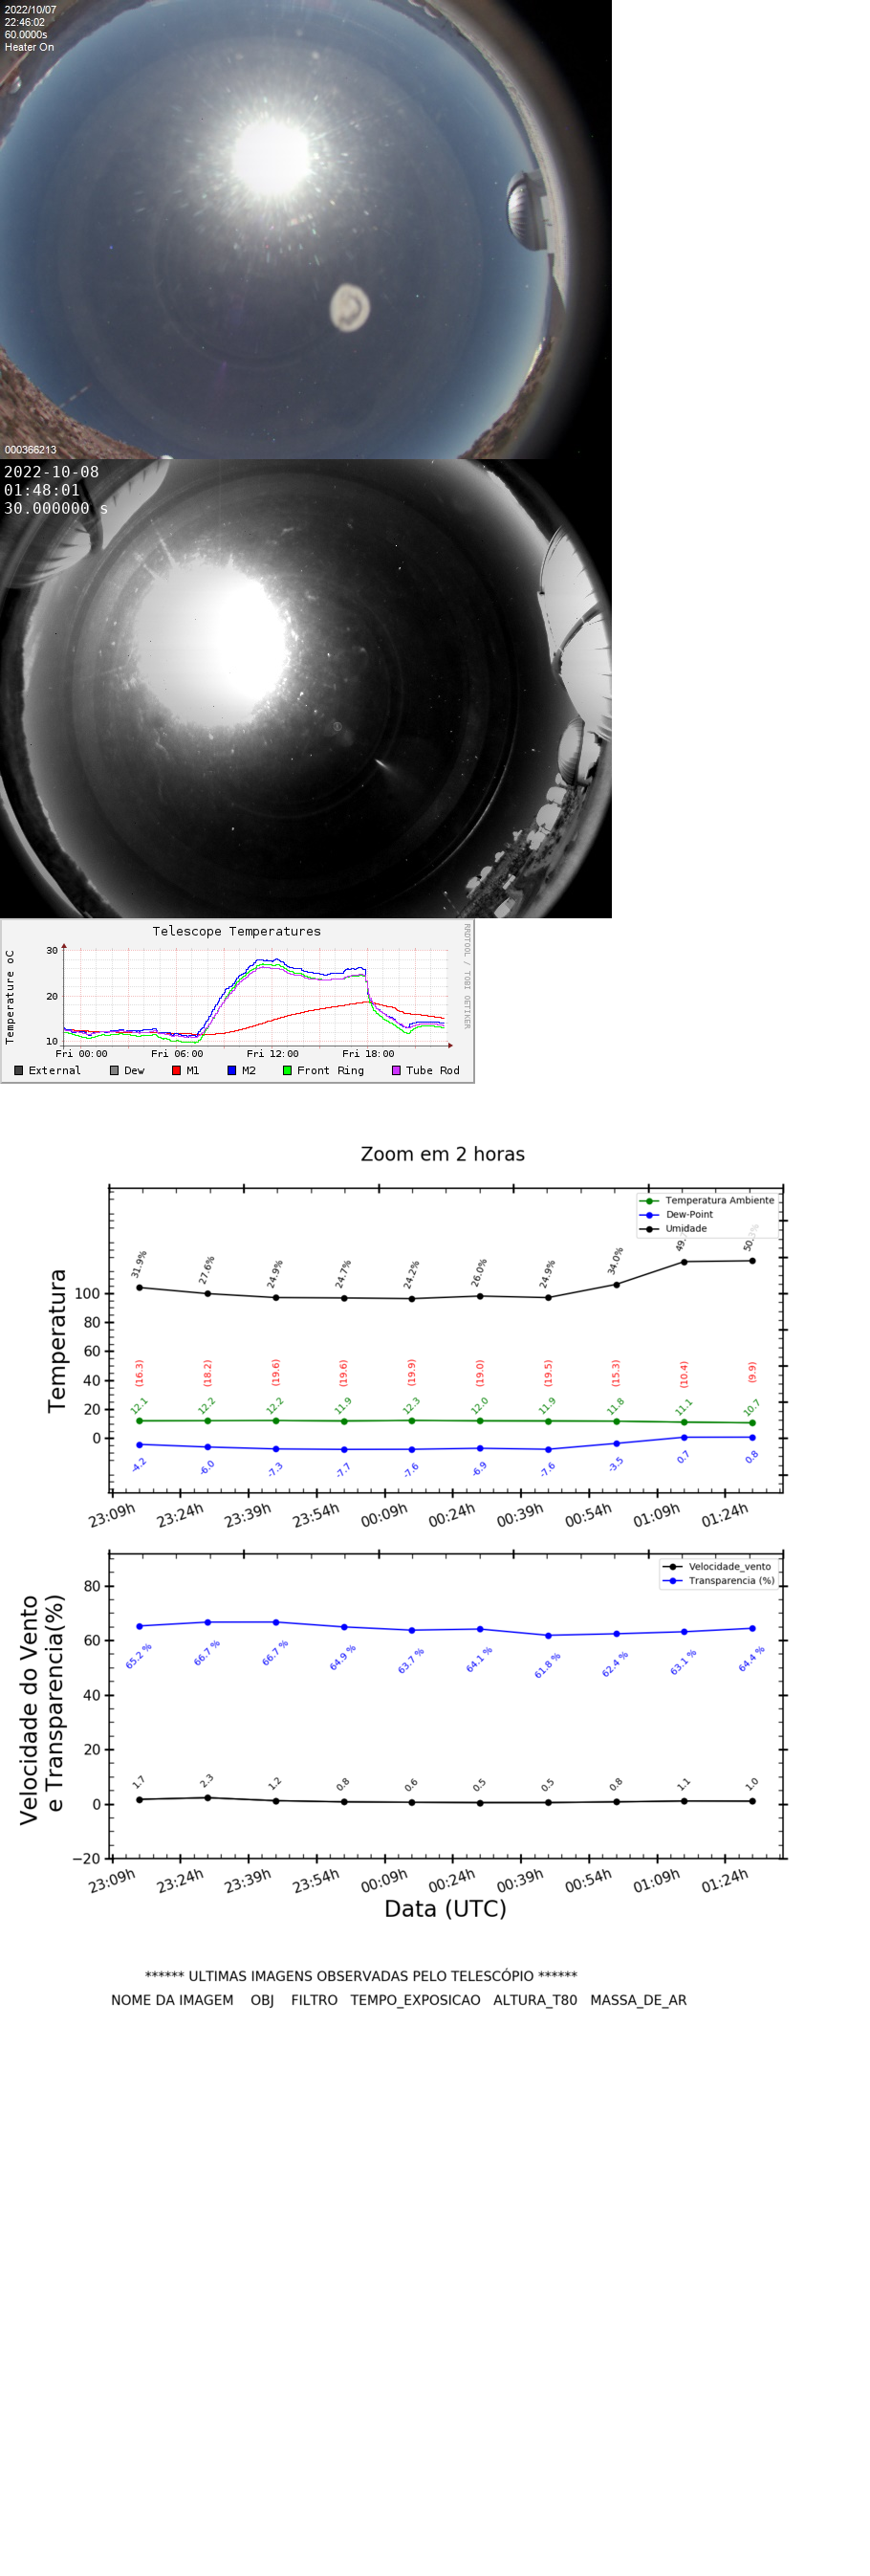 2022/10/07
22:46:02
60.0000s
Heater On
000366213
2022-10-08
01:48:01
30.000000 s
Telescope Temperatures
Temperature oC
RRDTOOL / TOBI OETIKER
30
20
10
Fri 00:00 Fri 06:00 Fri 12:00 Fri 18:00
External Dew M1 M2 Front Ring Tube Rod
Zoom em 2 horas
Temperatura
Temperatura Ambiente
Dew-Point
Umidade
31.9% 27.6% 24.9% 24.7% 24.2% 26.0% 24.9% 34.0%
100
80
60
40
20
0
(16.3) (18.2) (19.6) (19.6) (19.9) (19.0) (19.5) (15.3) (10.4) (9.9)
12.1 12.2 12.2 11.9 12.3 12.0 11.9 11.8 11.1 10.7
-4.2 -6.0 -7.3 -7.7 -7.6 -6.9 -7.6 -3.5 0.7 0.8
23:09h 23:24h 23:39h 23:54h 00:09h 00:24h 00:39h 00:54h 01:09h 01:24h
Velocidade do Vento
e Transparencia(%)
Velocidade_vento
Transparencia (%)
80
60
40
20
0
−20
65.2 % 66.7 % 66.7 % 64.9 % 63.7 % 64.1 % 61.8 % 62.4 % 63.1 % 64.4 %
1.7 2.3 1.2 0.8 0.6 0.5 0.5 0.8 1.1 1.0
23:09h 23:24h 23:39h 23:54h 00:09h 00:24h 00:39h 00:54h 01:09h 01:24h
Data (UTC)
****** ULTIMAS IMAGENS OBSERVADAS PELO TELESCÓPIO ******
NOME DA IMAGEM OBJ FILTRO TEMPO_EXPOSICAO ALTURA_T80 MASSA_DE_AR